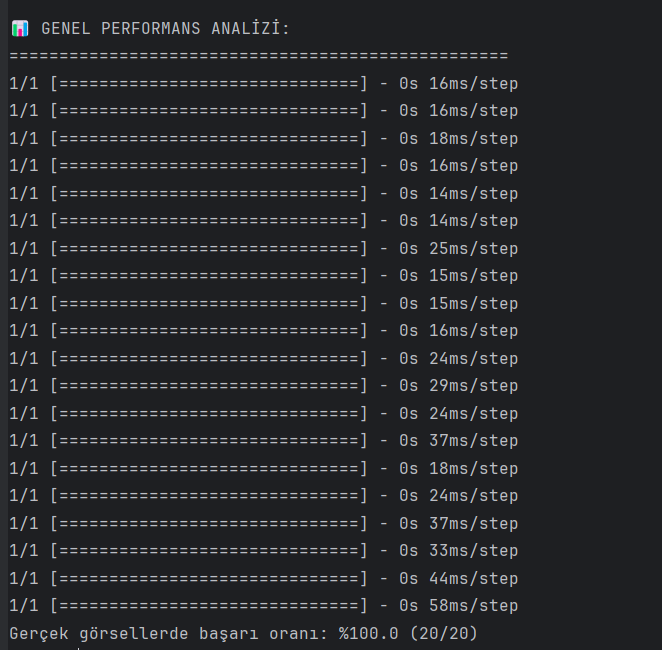 📊 GENEL PERFORMANS ANALİZİ:
==================================================
1/1 [==============================] - 0s 16ms/step
1/1 [==============================] - 0s 16ms/step
1/1 [==============================] - 0s 18ms/step
1/1 [==============================] - 0s 16ms/step
1/1 [==============================] - 0s 14ms/step
1/1 [==============================] - 0s 14ms/step
1/1 [==============================] - 0s 25ms/step
1/1 [==============================] - 0s 15ms/step
1/1 [==============================] - 0s 15ms/step
1/1 [==============================] - 0s 16ms/step
1/1 [==============================] - 0s 24ms/step
1/1 [==============================] - 0s 29ms/step
1/1 [==============================] - 0s 24ms/step
1/1 [==============================] - 0s 37ms/step
1/1 [==============================] - 0s 18ms/step
1/1 [==============================] - 0s 24ms/step
1/1 [==============================] - 0s 37ms/step
1/1 [==============================] - 0s 33ms/step
1/1 [==============================] - 0s 44ms/step
1/1 [==============================] - 0s 58ms/step
Gerçek görsellerde başarı oranı: %100.0 (20/20)